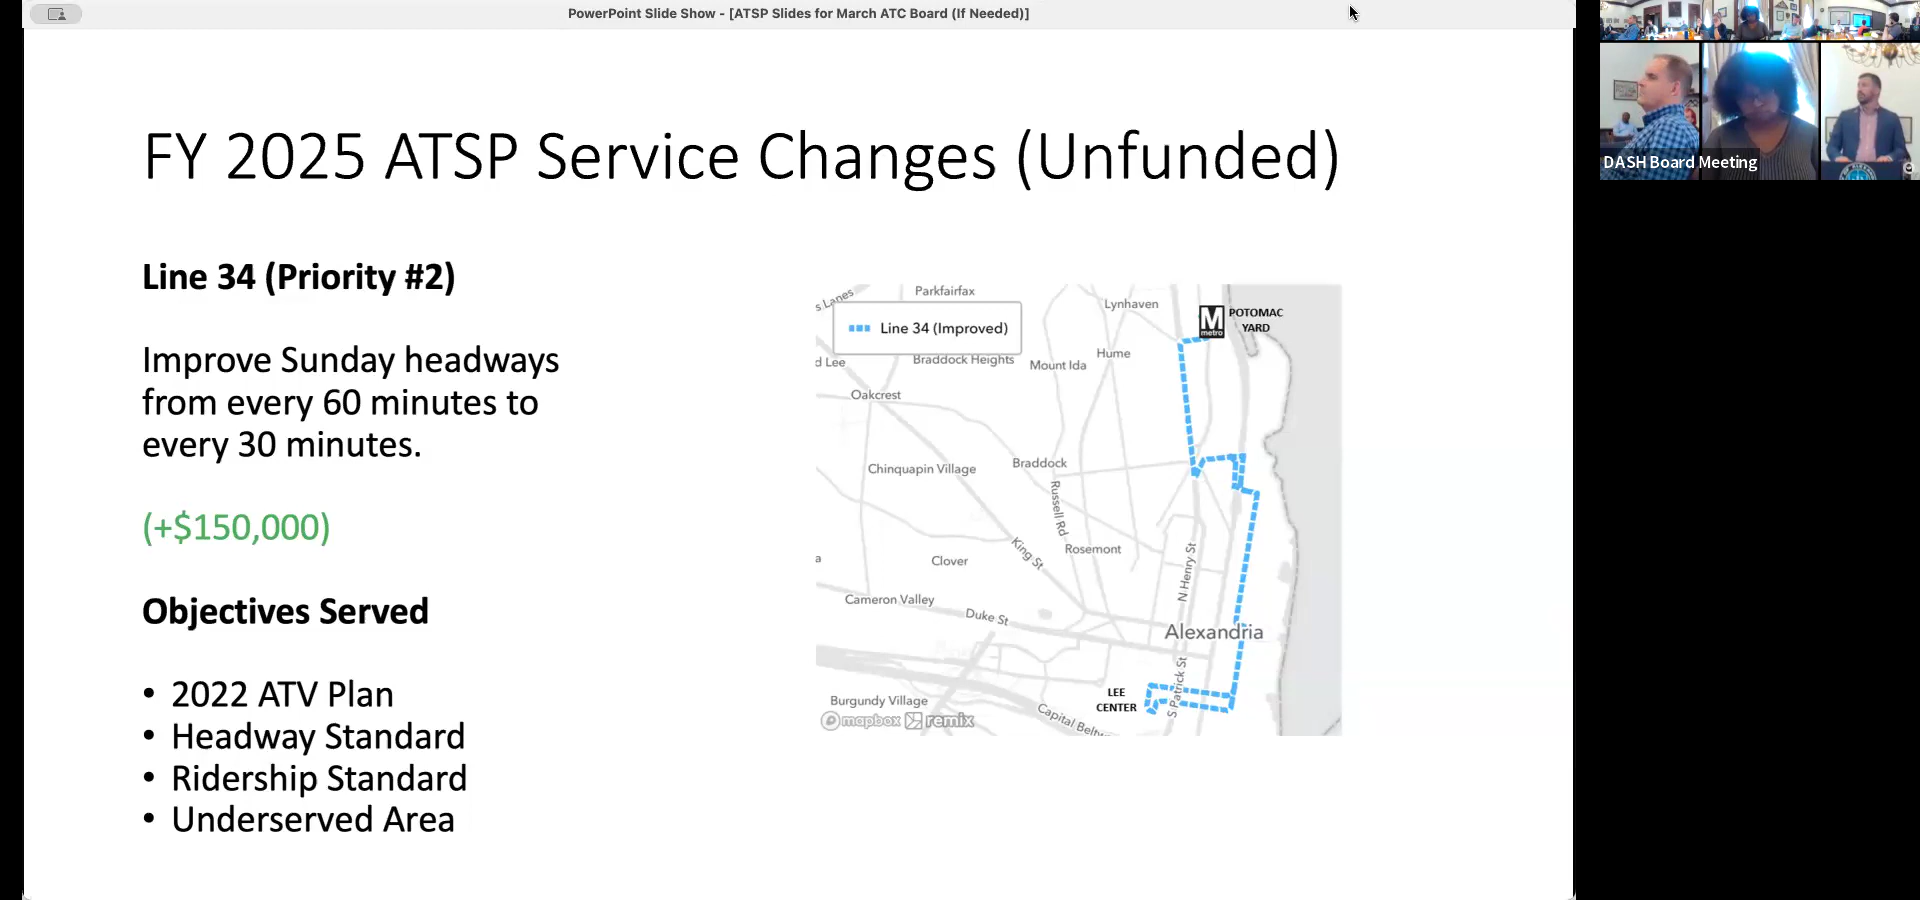 PowerPoint Slide Show - [ATSP Slides for March ATC Board (If Needed)]
FY 2025 ATSP Service Changes (Unfunded)
Line 34 (Priority #2)
Improve Sunday headways
from every 60 minutes to
every 30 minutes.
(+$150,000)
Objectives Served
• 2022 ATV Plan
• Headway Standard
• Ridership Standard
• Underserved Area
s Lanes
Parkfairfax
Lynhaven
Line 34 (Improved)
M
metro
POTOMAC
YARD
d Lee
Braddock Heights
Mount Ida
Hume
Oakcrest
Chinquapin Village
Braddock
Russell Rd
King St
Rosemont
Clover
N Henry St
a
Cameron Valley
Duke St
Alexandria
S Patrick St
LEE
CENTER
Burgundy Village
mapbox remix
Capital Beltw
DASH Board Meeting